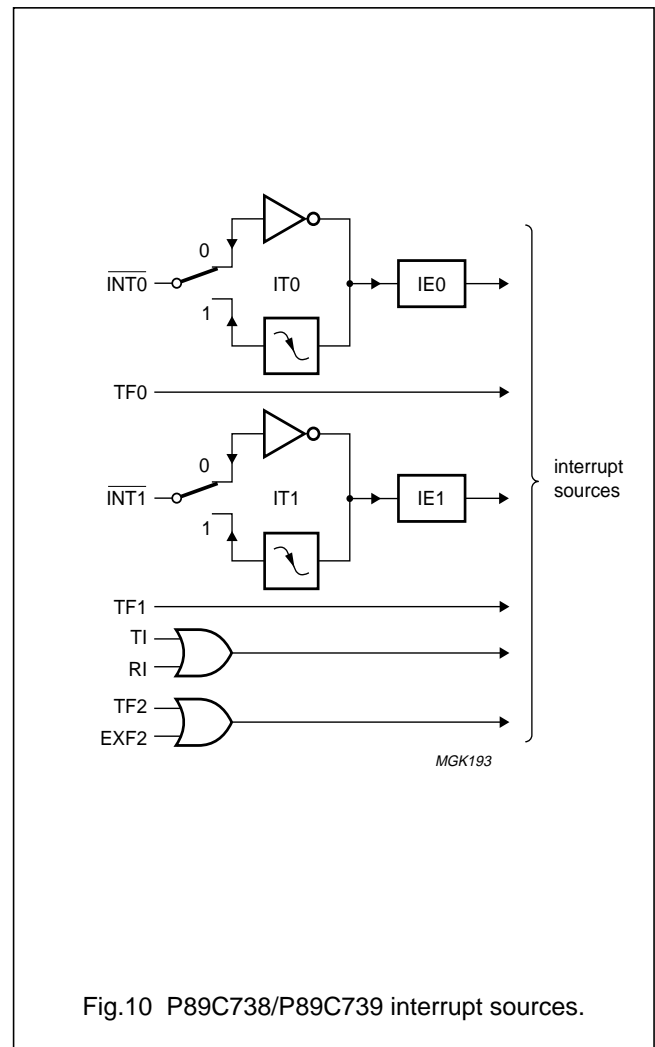 0
INT0
IT0
IE0
1
TF0
0
INT1
IT1
IE1
1
interrupt
sources
TF1
TI
RI
TF2
EXF2
MGK193
Fig.10 P89C738/P89C739 interrupt sources.